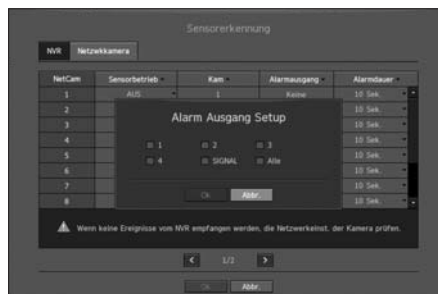 Sensorerkennung
NVR Netzwkkamera
NetCam Sensorbetrieb Kam Alarmausgang Alarmdauer
1 AUS 1 Keine 10 Sek.
2 10 Sek.
3 10 Sek.
4 10 Sek.
5 10 Sek.
6 10 Sek.
7 10 Sek.
8 10 Sek.
Alarm Ausgang Setup
1 2 3
4 SIGNAL Alle
Ok Abbr.
Wenn keine Ereignisse vom NVR empfangen werden, die Netzwerkeinst. der Kamera prüfen.
1/2
Ok Abbr.